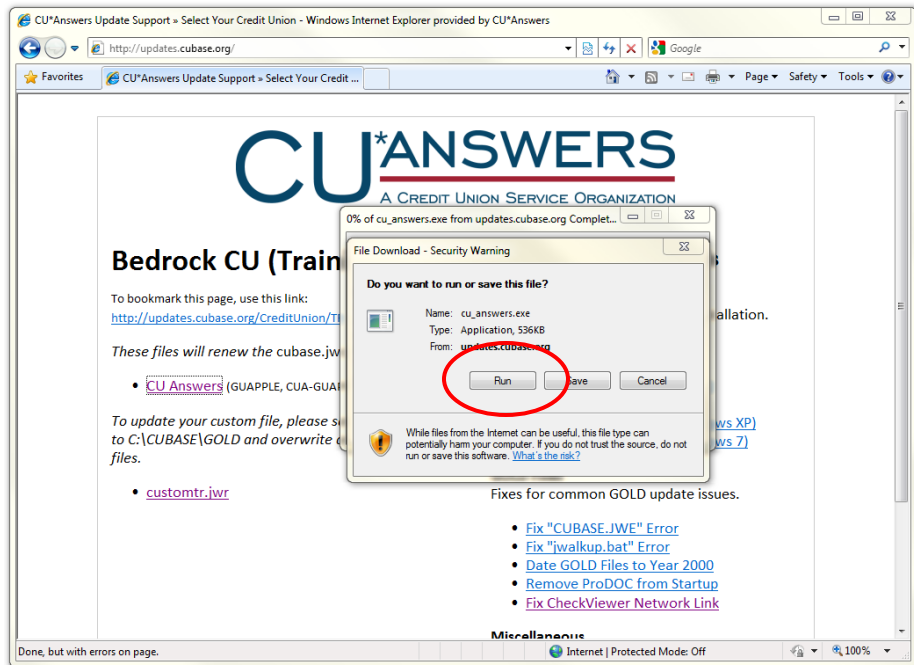 CU*Answers Update Support » Select Your Credit Union - Windows Internet Explorer provided by CU*Answers
http://updates.cubase.org/
Google
Favorites
CU*Answers Update Support » Select Your Credit ...
Page
Safety
Tools
CU*ANSWERS
A CREDIT UNION SERVICE ORGANIZATION
0% of cu_answers.exe from updates.cubase.org Complet...
File Download - Security Warning
Do you want to run or save this file?
Name: cu_answers.exe
Type: Application, 536KB
From: updates.cubase.org
Run
Save
Cancel
While files from the Internet can be useful, this file type can
potentially harm your computer. If you do not trust the source, do not
run or save this software. What's the risk?
Bedrock CU (Train
To bookmark this page, use this link:
http://updates.cubase.org/CreditUnion/T
These files will renew the cubase.jw
• CU Answers (GUAPPLE, CUA-GUA
To update your custom file, please s
to C:\CUBASE\GOLD and overwrite
files.
• customtr.jwr
allation.
ws XP)
ws 7)
Fixes for common GOLD update issues.
• Fix "CUBASE.JWE" Error
• Fix "jwalkup.bat" Error
• Date GOLD Files to Year 2000
• Remove ProDOC from Startup
• Fix CheckViewer Network Link
Miscellaneous
Done, but with errors on page.
Internet | Protected Mode: Off
100%